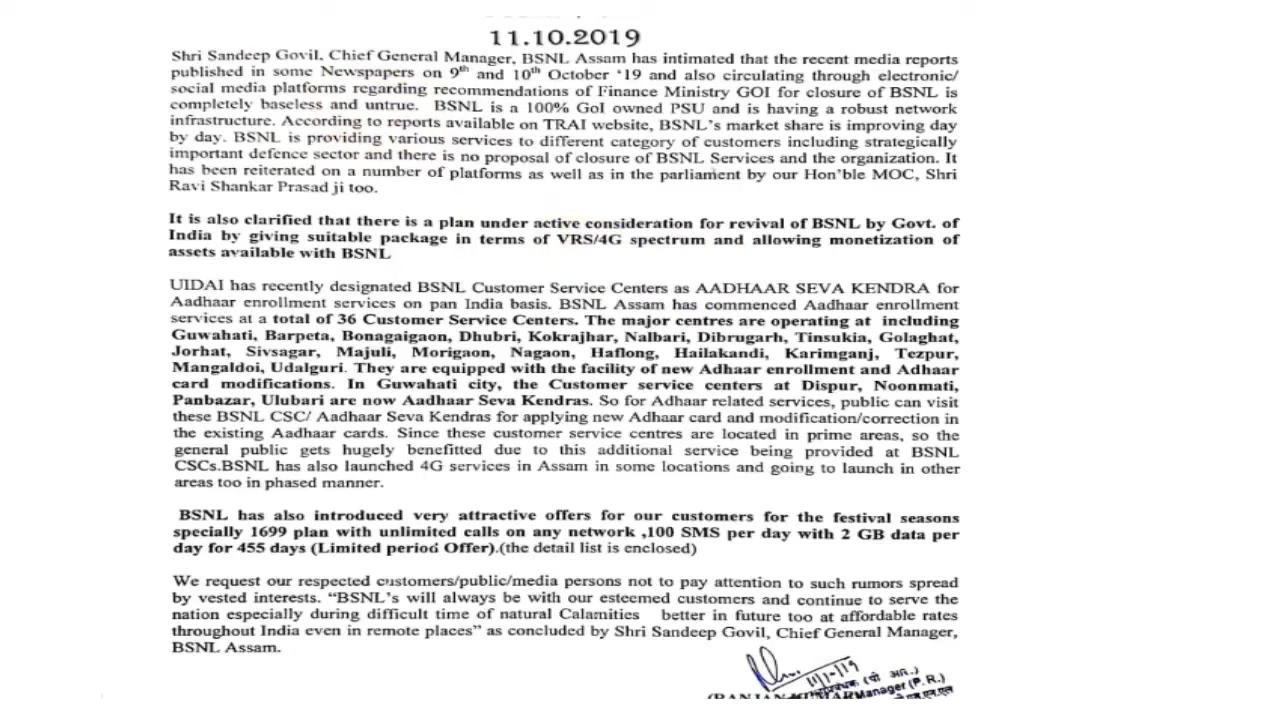 11.10.2019
Shri Sandeep Govil, Chief General Manager, BSNL Assam has intimated that the recent media reports
published in some Newspapers on 9th and 10th October ‘19 and also circulating through electronic/
social media platforms regarding recommendations of Finance Ministry GOI for closure of BSNL is
completely baseless and untrue. BSNL is a 100% GoI owned PSU and is having a robust network
infrastructure. According to reports available on TRAI website, BSNL’s market share is improving day
by day. BSNL is providing various services to different category of customers including strategically
important defence sector and there is no proposal of closure of BSNL Services and the organization. It
has been reiterated on a number of platforms as well as in the parliament by our Hon’ble MOC, Shri
Ravi Shankar Prasad ji too.
It is also clarified that there is a plan under active consideration for revival of BSNL by Govt. of
India by giving suitable package in terms of VRS/4G spectrum and allowing monetization of
assets available with BSNL
UIDAI has recently designated BSNL Customer Service Centers as AADHAAR SEVA KENDRA for
Aadhaar enrollment services on pan India basis. BSNL Assam has commenced Aadhaar enrollment
services at a total of 36 Customer Service Centers. The major centres are operating at including
Guwahati, Barpeta, Bonagaigaon, Dhubri, Kokrajhar, Nalbari, Dibrugarh, Tinsukia, Golaghat,
Jorhat, Sivsagar, Majuli, Morigaon, Nagaon, Haflong, Hailakandi, Karimganj, Tezpur,
Mangaldoi, Udalguri. They are equipped with the facility of new Adhaar enrollment and Adhaar
card modifications. In Guwahati city, the Customer service centers at Dispur, Noonmati,
Panbazar, Ulubari are now Aadhaar Seva Kendras. So for Adhaar related services, public can visit
these BSNL CSC/ Aadhaar Seva Kendras for applying new Adhaar card and modification/correction in
the existing Aadhaar cards. Since these customer service centres are located in prime areas, so the
general public gets hugely benefitted due to this additional service being provided at BSNL
CSCs.BSNL has also launched 4G services in Assam in some locations and going to launch in other
areas too in phased manner.
BSNL has also introduced very attractive offers for our customers for the festival seasons
specially 1699 plan with unlimited calls on any network ,100 SMS per day with 2 GB data per
day for 455 days (Limited period Offer).(the detail list is enclosed)
We request our respected customers/public/media persons not to pay attention to such rumors spread
by vested interests. “BSNL’s will always be with our esteemed customers and continue to serve the
nation especially during difficult time of natural Calamities better in future too at affordable rates
throughout India even in remote places” as concluded by Shri Sandeep Govil, Chief General Manager,
BSNL Assam.
11/10/19
Manager (P.R.)